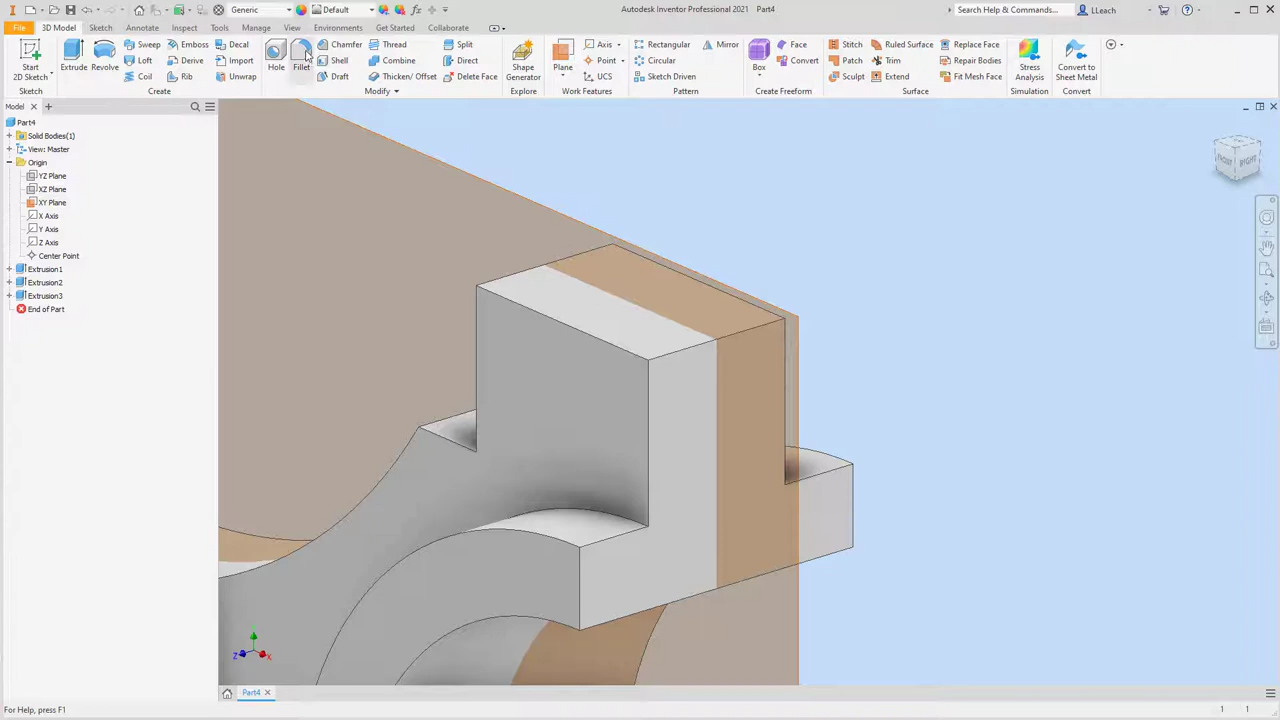 Generic
Default
Autodesk Inventor Professional 2021 Part4
Search Help & Commands...
LLeach
File 3D Model Sketch Annotate Inspect Tools Manage View Environments Get Started Collaborate
Start
2D Sketch
Extrude
Revolve
Sweep
Loft
Coil
Emboss
Derive
Rib
Decal
Import
Unwrap
Hole
Fillet
Chamfer
Shell
Draft
Thread
Combine
Thicken/ Offset
Split
Direct
Delete Face
Shape
Generator
Plane
Axis
Point
UCS
Rectangular
Circular
Sketch Driven
Mirror
Box
Face
Convert
Stitch
Patch
Sculpt
Ruled Surface
Trim
Extend
Replace Face
Repair Bodies
Fit Mesh Face
Stress
Analysis
Convert to
Sheet Metal
Sketch Create Modify Explore Work Features Pattern Create Freeform Surface Simulation Convert
Model
Part4
Solid Bodies(1)
View: Master
Origin
YZ Plane
XZ Plane
XY Plane
X Axis
Y Axis
Z Axis
Center Point
Extrusion1
Extrusion2
Extrusion3
End of Part
FRONT RIGHT
Z X
Part4
For Help, press F1
1 1